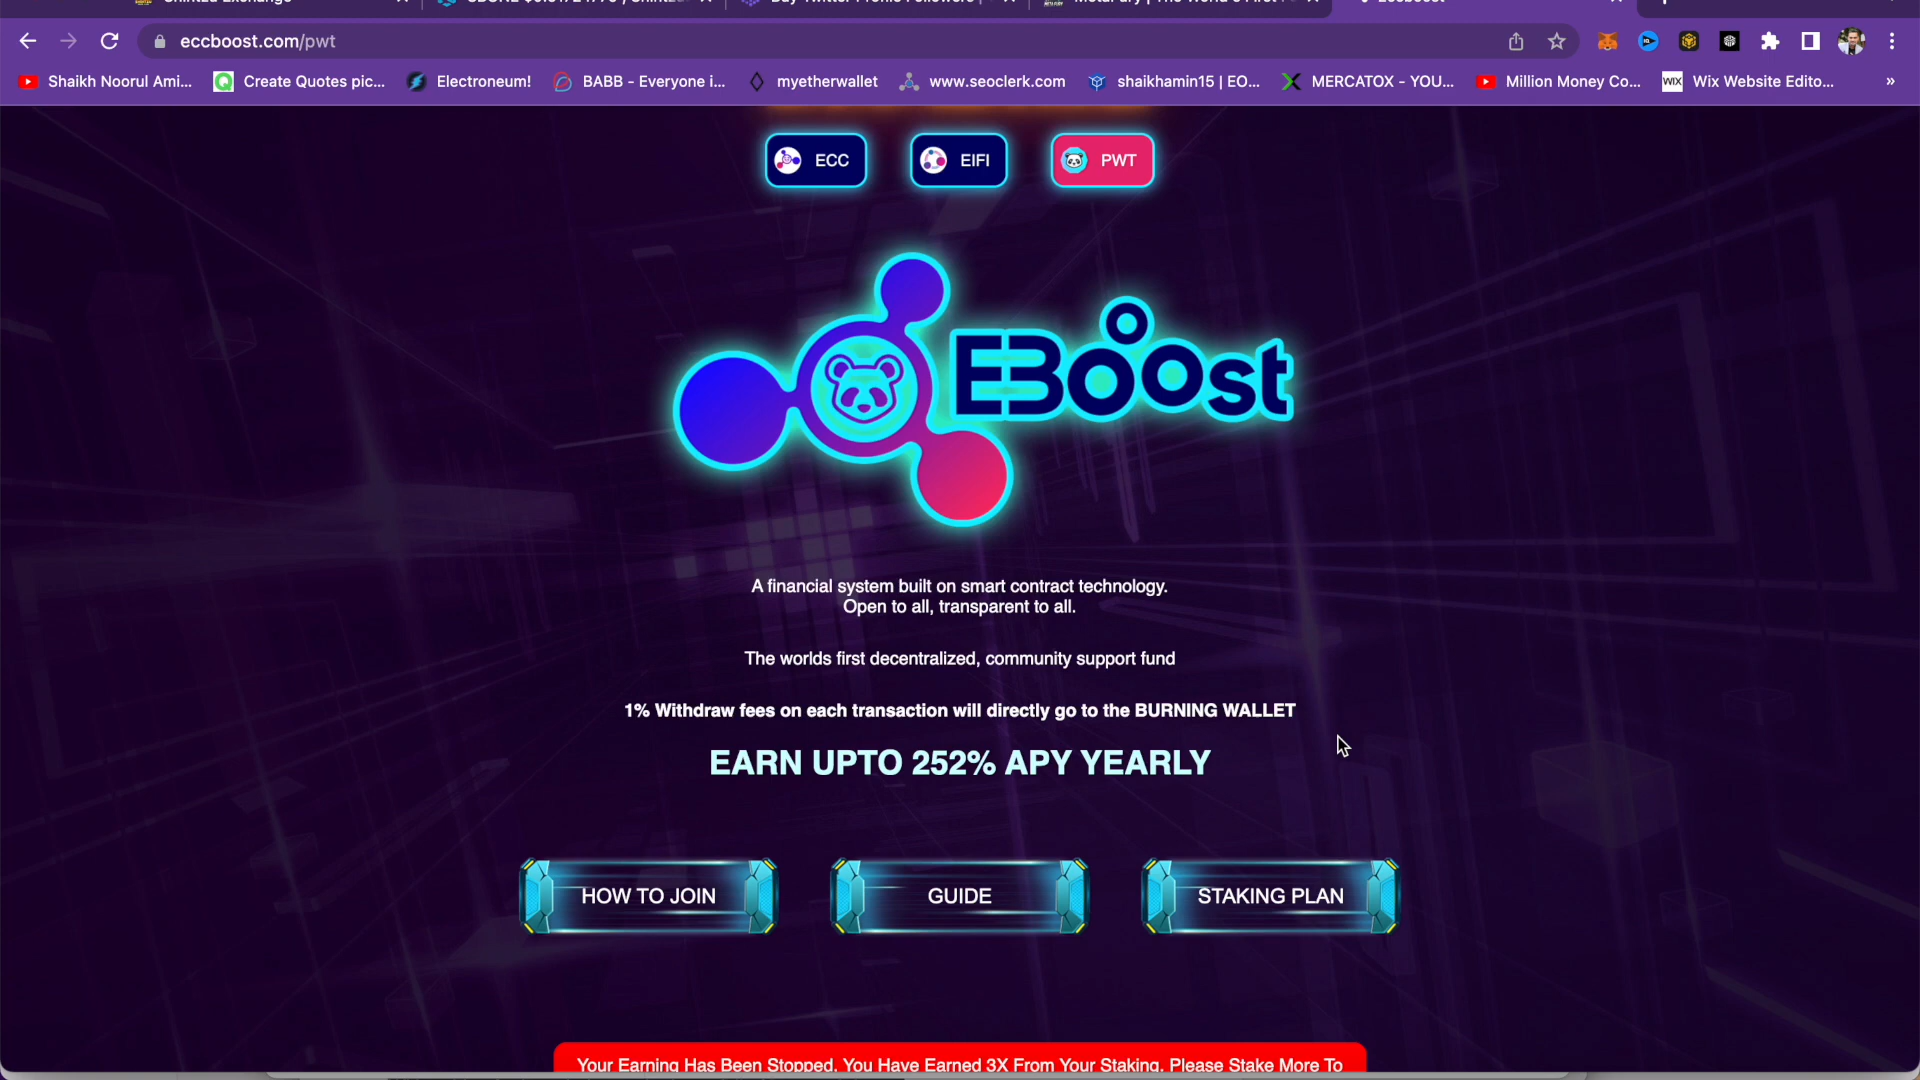 eccboost.com/pwt
Shaikh Noorul Ami...
Create Quotes pic...
Electroneum!
BABB - Everyone i...
myetherwallet
www.seoclerk.com
shaikhamin15 | EO...
MERCATOX - YOU...
Million Money Co...
WIX
Wix Website Edito...
»
ECC
EIFI
PWT
EBoost
A financial system built on smart contract technology.
Open to all, transparent to all.
The worlds first decentralized, community support fund
1% Withdraw fees on each transaction will directly go to the BURNING WALLET
EARN UPTO 252% APY YEARLY
HOW TO JOIN
GUIDE
STAKING PLAN
Your Earning Has Been Stopped. You Have Earned 3X From Your Staking. Please Stake More To